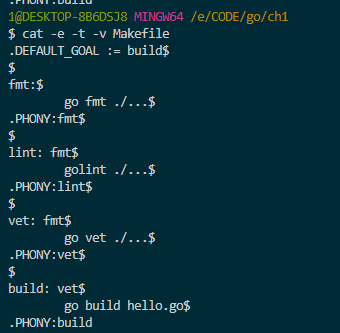 .PHONY:build
1@DESKTOP-8B6DSJ8 MINGW64 /e/CODE/go/ch1
$ cat -e -t -v Makefile
.DEFAULT_GOAL := build$
$
fmt:$
        go fmt ./...$
.PHONY:fmt$
$
lint: fmt$
        golint ./...$
.PHONY:lint$
$
vet: fmt$
        go vet ./...$
.PHONY:vet$
$
build: vet$
        go build hello.go$
.PHONY:build